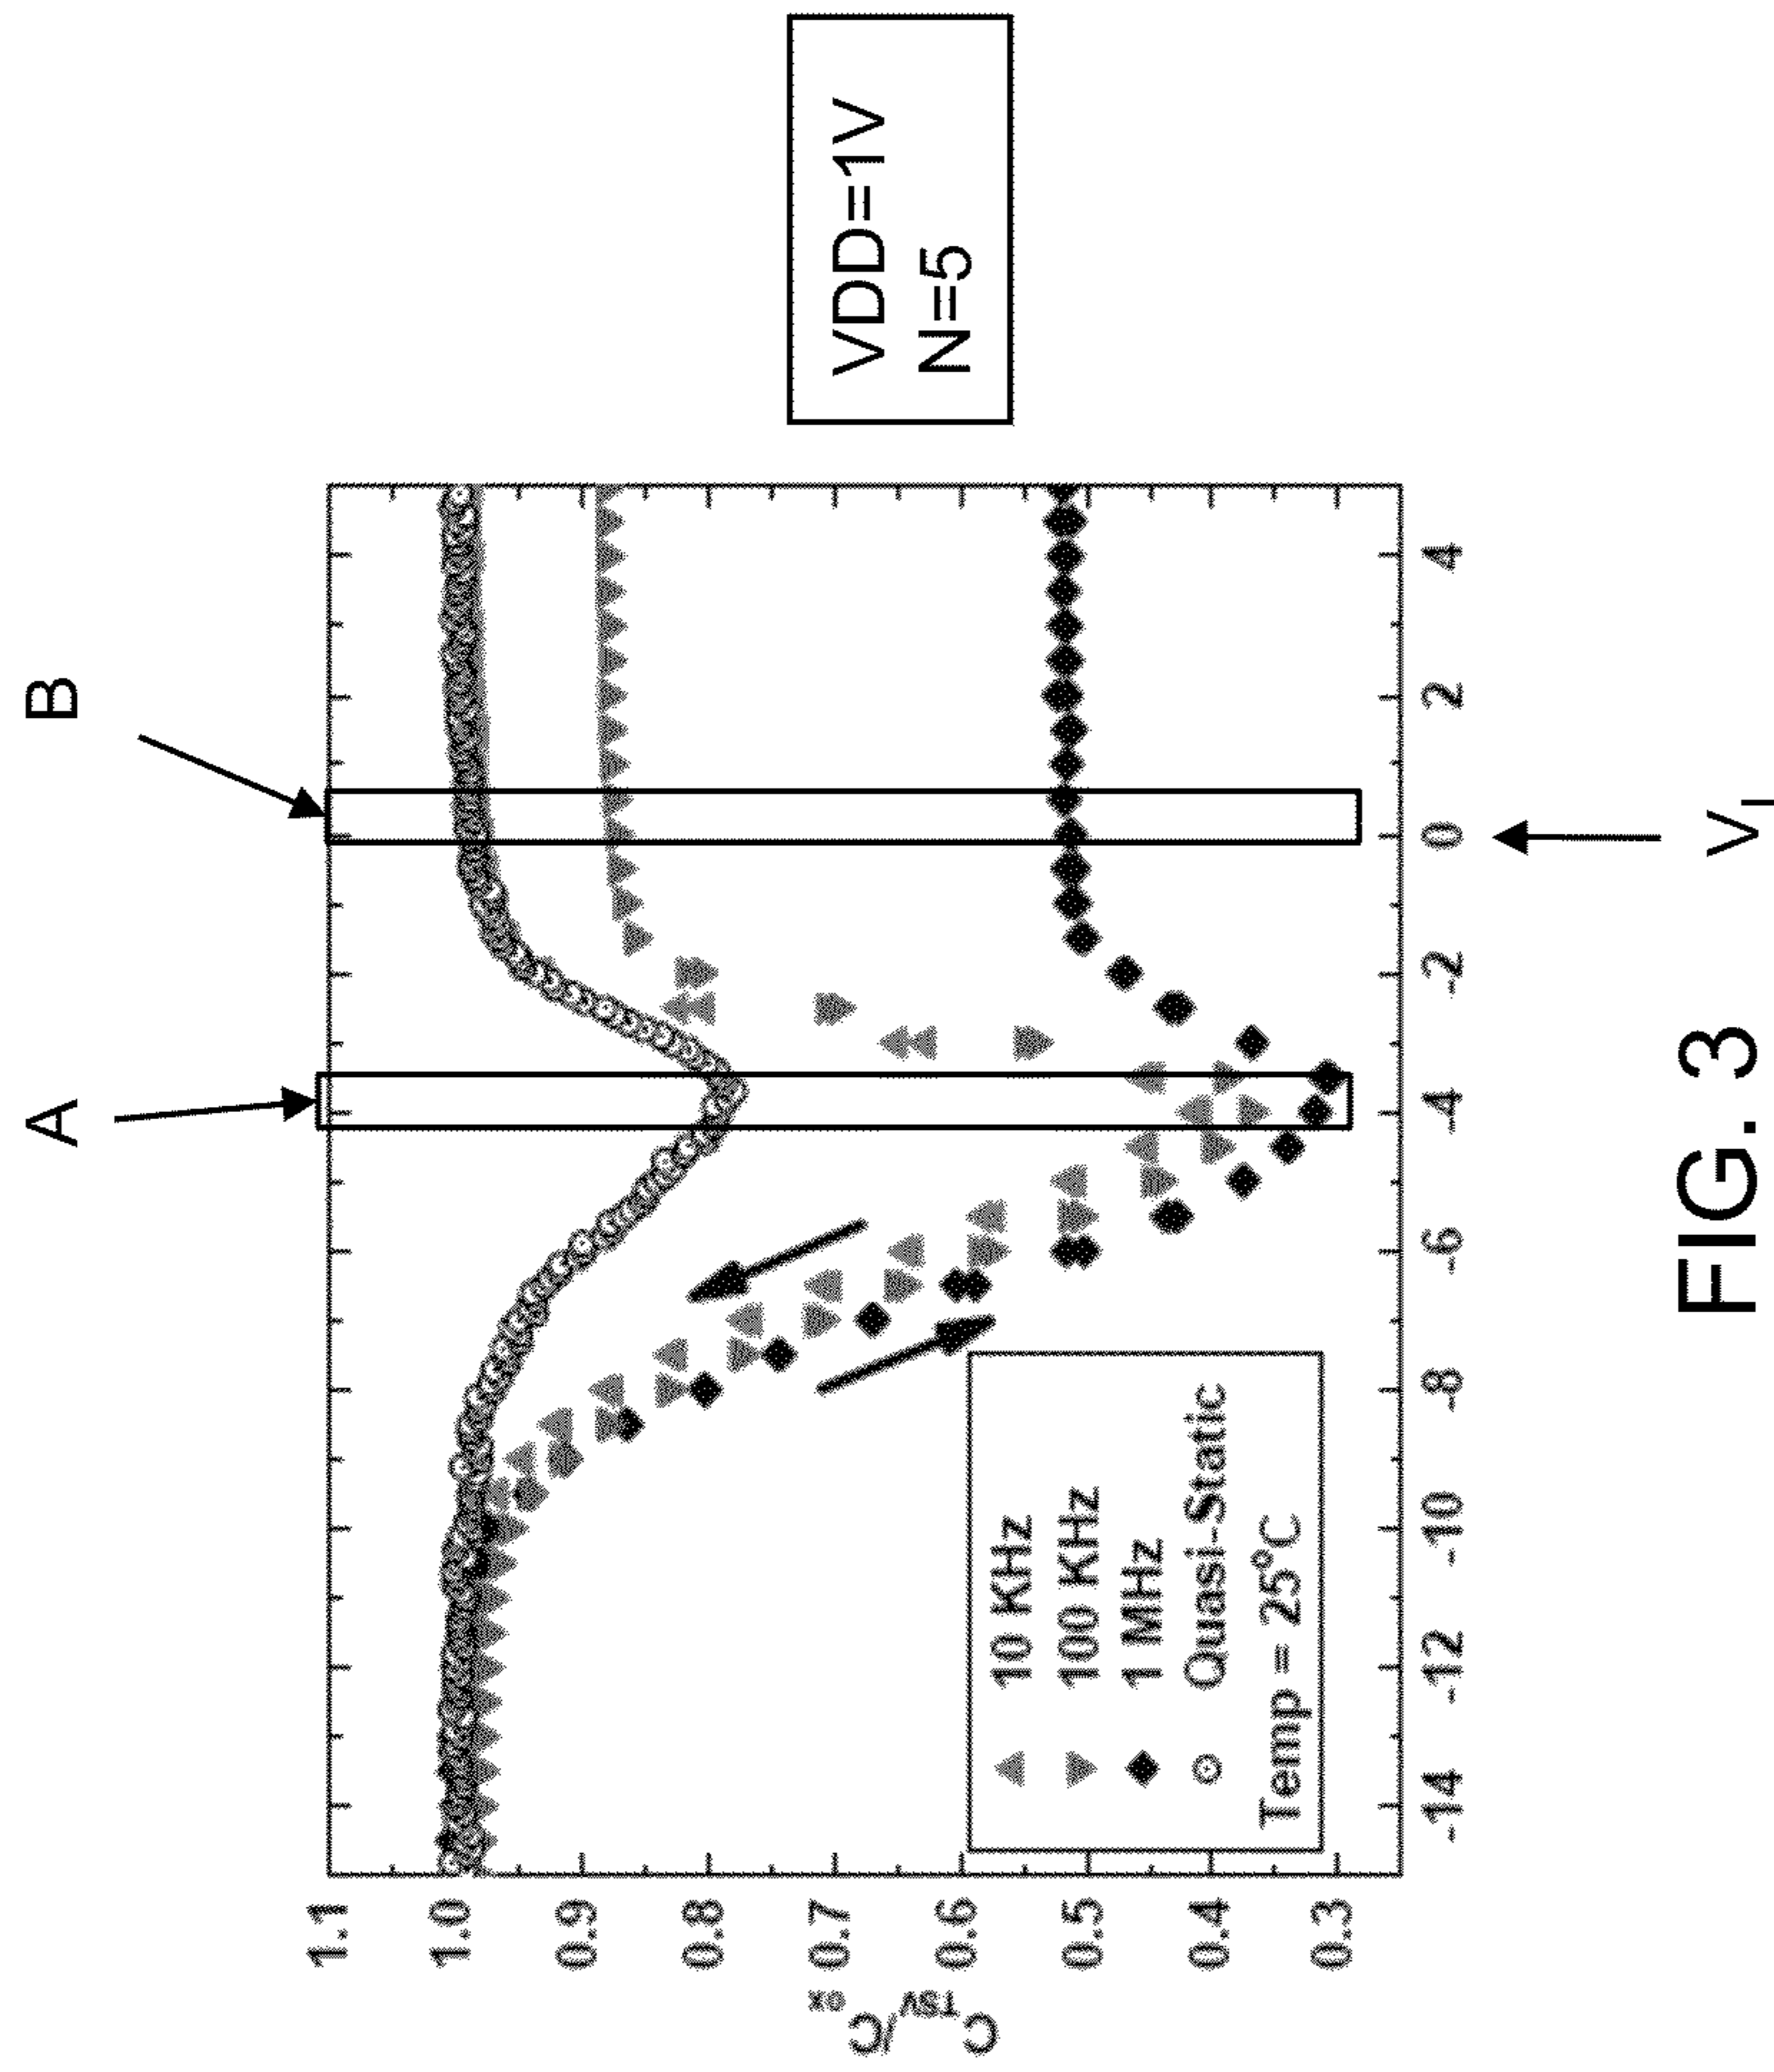 A
B
1.1
1.0
0.9
0.8
0.7
0.6
0.5
0.4
0.3
C_TSV/C_ox
10 KHz
100 KHz
1 MHz
Quasi-Static
Temp = 25°C
-14 -12 -10 -8 -6 -4 -2 0 2 4
V_I
VDD=1V
N=5
FIG. 3